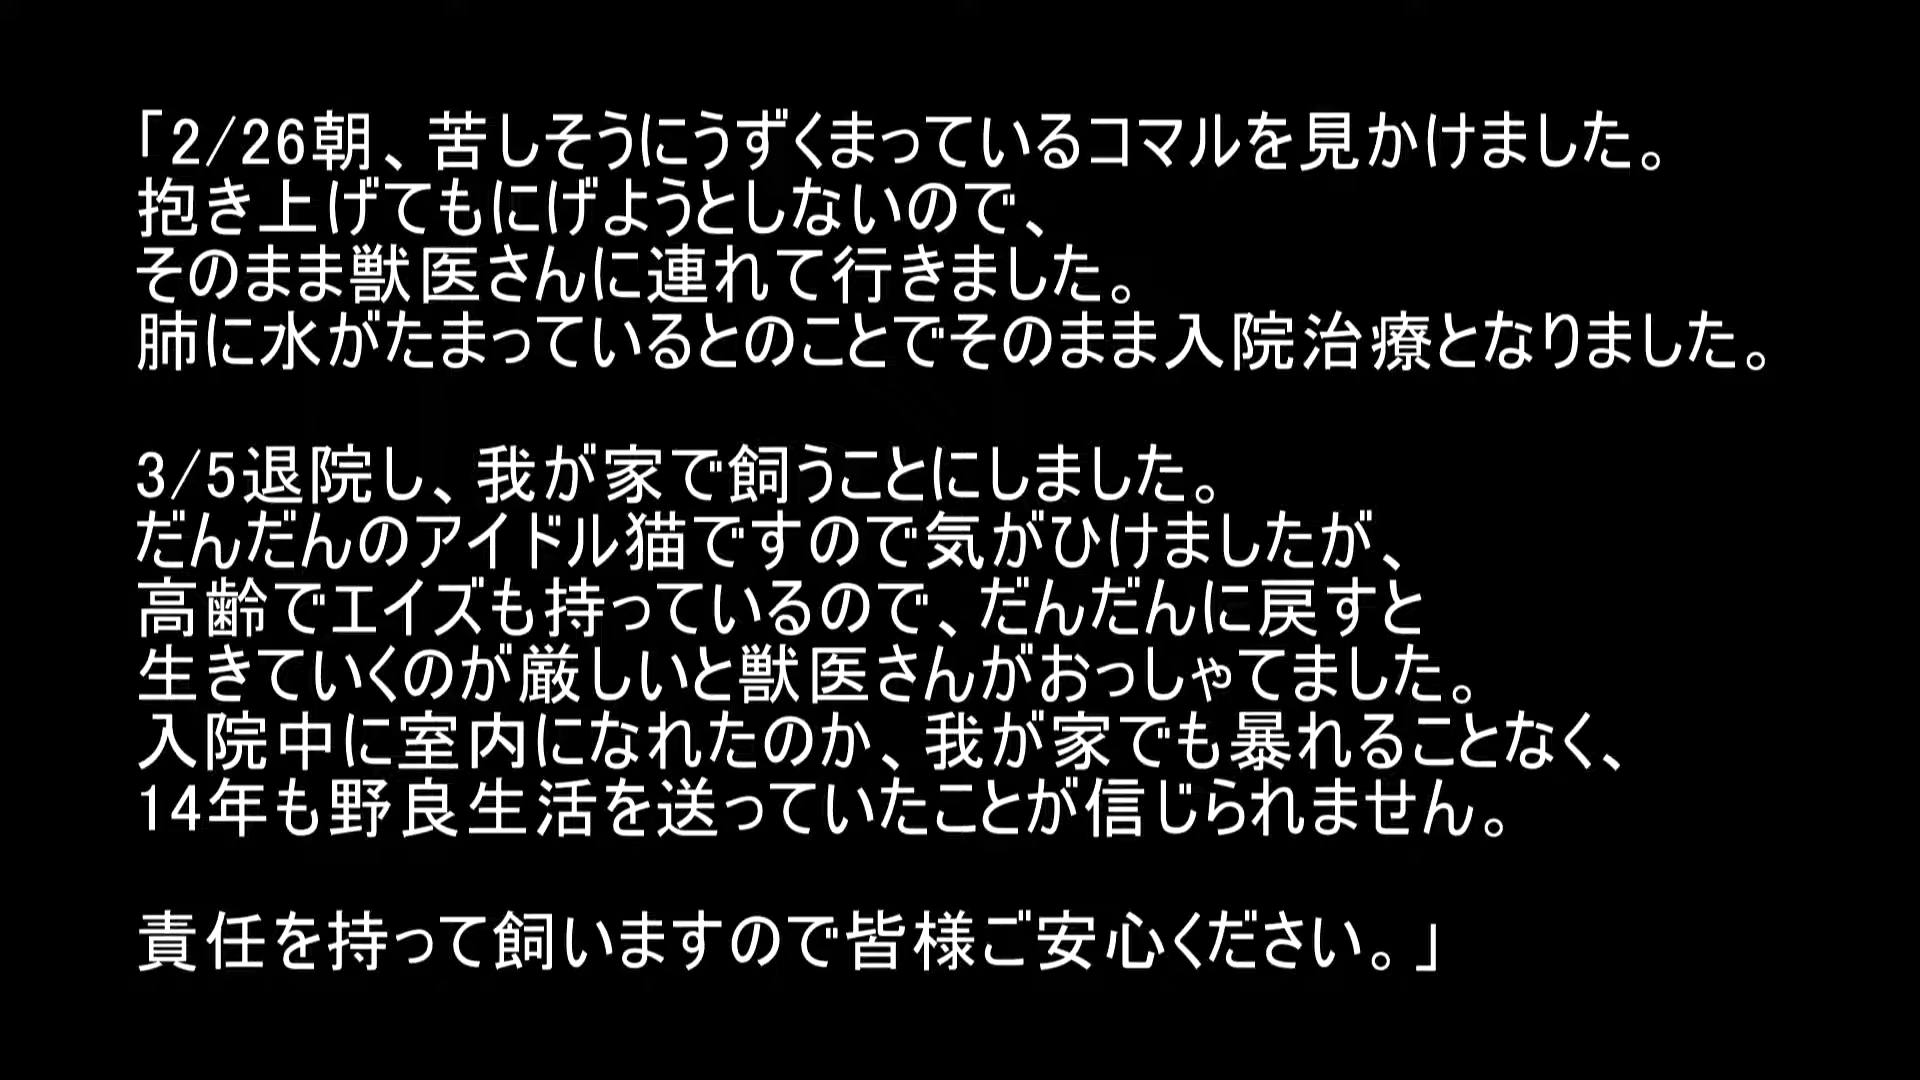 「2/26朝、苦しそうにうずくまっているコマルを見かけました。
抱き上げてもにげようとしないので、
そのまま獣医さんに連れて行きました。
肺に水がたまっているとのことでそのまま入院治療となりました。
3/5退院し、我が家で飼うことにしました。
だんだんのアイドル猫ですので気がひけましたが、
高齢でエイズも持っているので、だんだんに戻すと
生きていくのが厳しいと獣医さんがおっしゃてました。
入院中に室内になれたのか、我が家でも暴れることなく、
14年も野良生活を送っていたことが信じられません。
責任を持って飼いますので皆様ご安心ください。」